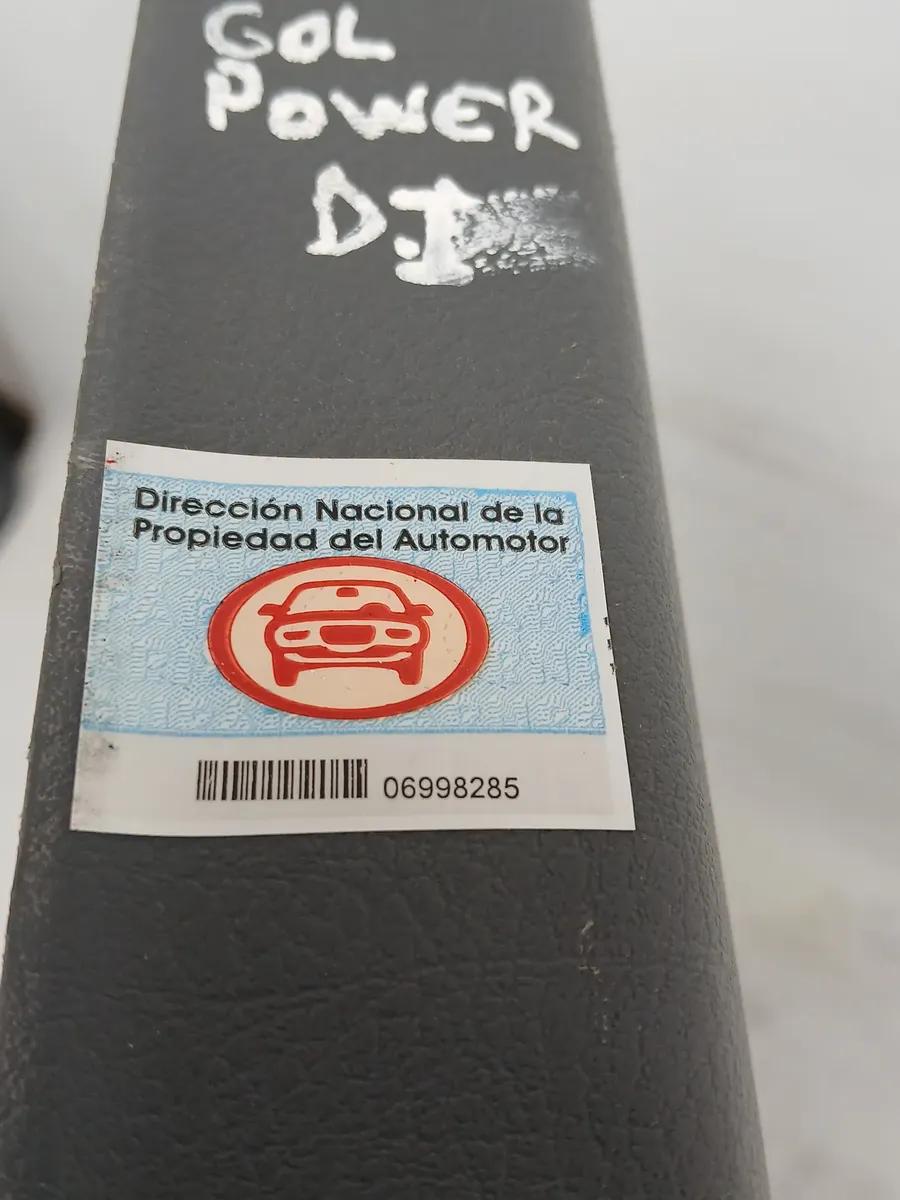 GOL
POWER
D.I
Dirección Nacional de la
Propiedad del Automotor
06998285